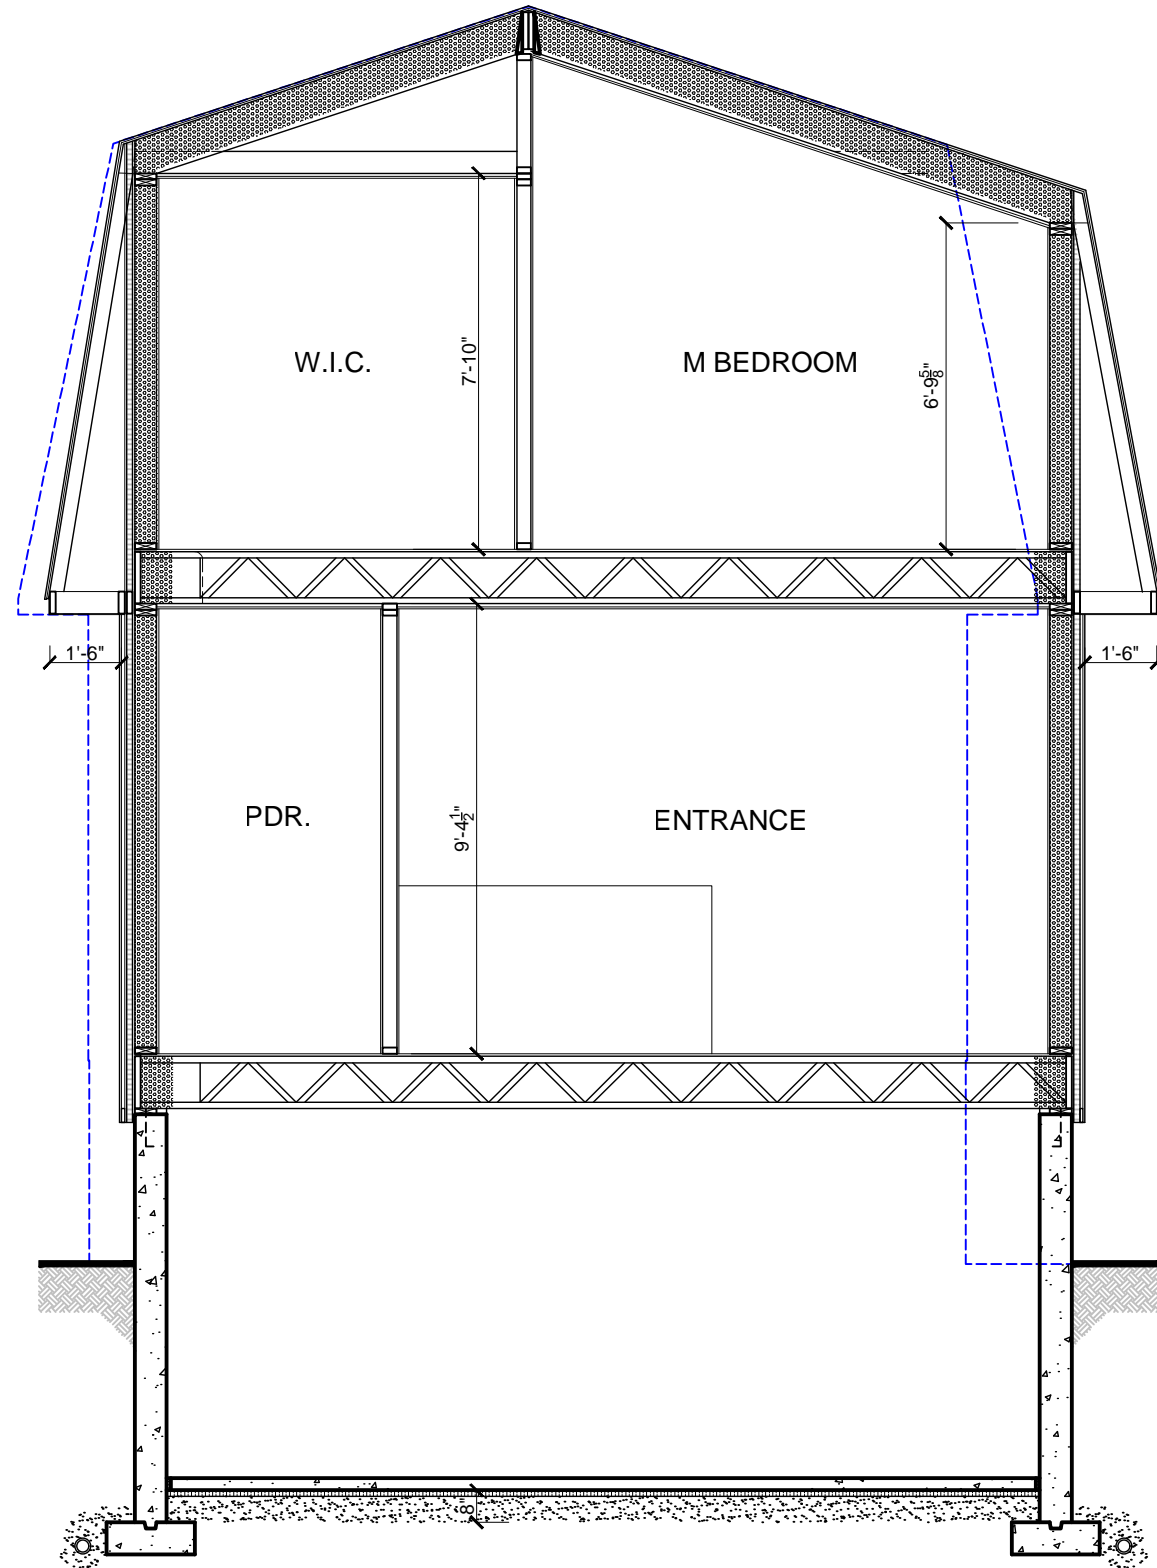 W.I.C.
7'-10"
M BEDROOM
6'-9⅝"
1'-6"
1'-6"
PDR.
9'-4½"
ENTRANCE
8"